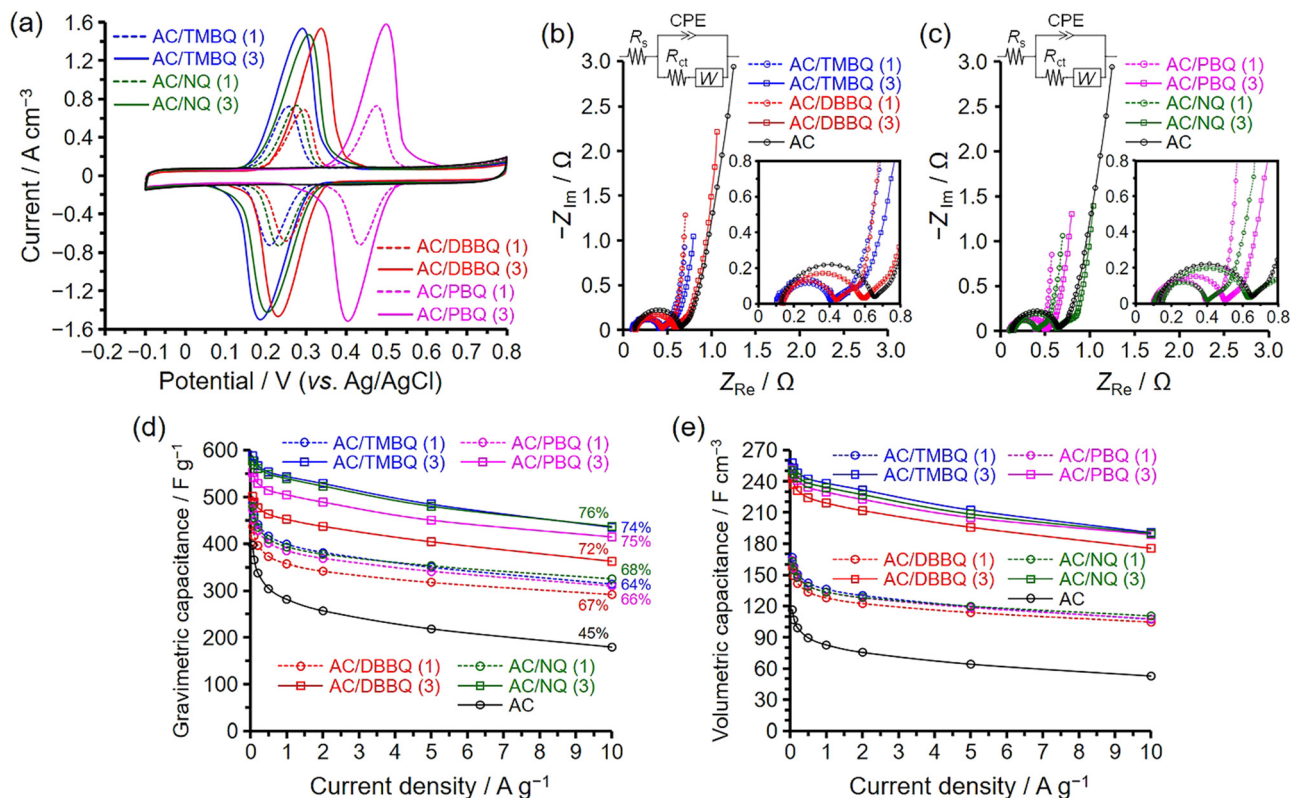 (a)
1.6
1.2
0.8
0.4
0
−0.4
−0.8
−1.2
−1.6
Current / A cm⁻³
AC/TMBQ (1)
AC/TMBQ (3)
AC/NQ (1)
AC/NQ (3)
AC/DBBQ (1)
AC/DBBQ (3)
AC/PBQ (1)
AC/PBQ (3)
−0.2 −0.1 0 0.1 0.2 0.3 0.4 0.5 0.6 0.7 0.8
Potential / V (vs. Ag/AgCl)
(b)
CPE
Rs
Rct
W
3.0
2.5
2.0
1.5
1.0
0.5
0
−ZIm / Ω
AC/TMBQ (1)
AC/TMBQ (3)
AC/DBBQ (1)
AC/DBBQ (3)
AC
0.8
0.6
0.4
0.2
0
0 0.1 0.2 0.3 0.4 0.5 0.6 0.7 0.8
0 0.5 1.0 1.5 2.0 2.5 3.0
ZRe / Ω
(c)
CPE
Rs
Rct
W
3.0
2.5
2.0
1.5
1.0
0.5
0
−ZIm / Ω
AC/PBQ (1)
AC/PBQ (3)
AC/NQ (1)
AC/NQ (3)
AC
0.8
0.6
0.4
0.2
0
0 0.1 0.2 0.3 0.4 0.5 0.6 0.7 0.8
0 0.5 1.0 1.5 2.0 2.5 3.0
ZRe / Ω
(d)
600
500
400
300
200
100
0
Gravimetric capacitance / F g⁻¹
AC/TMBQ (1) AC/PBQ (1)
AC/TMBQ (3) AC/PBQ (3)
76%
74%
75%
72%
68%
64%
66%
67%
45%
AC/DBBQ (1) AC/NQ (1)
AC/DBBQ (3) AC/NQ (3)
AC
0 1 2 3 4 5 6 7 8 9 10
Current density / A g⁻¹
(e)
270
240
210
180
150
120
90
60
30
0
Volumetric capacitance / F cm⁻³
AC/TMBQ (1) AC/PBQ (1)
AC/TMBQ (3) AC/PBQ (3)
AC/DBBQ (1) AC/NQ (1)
AC/DBBQ (3) AC/NQ (3)
AC
0 1 2 3 4 5 6 7 8 9 10
Current density / A g⁻¹